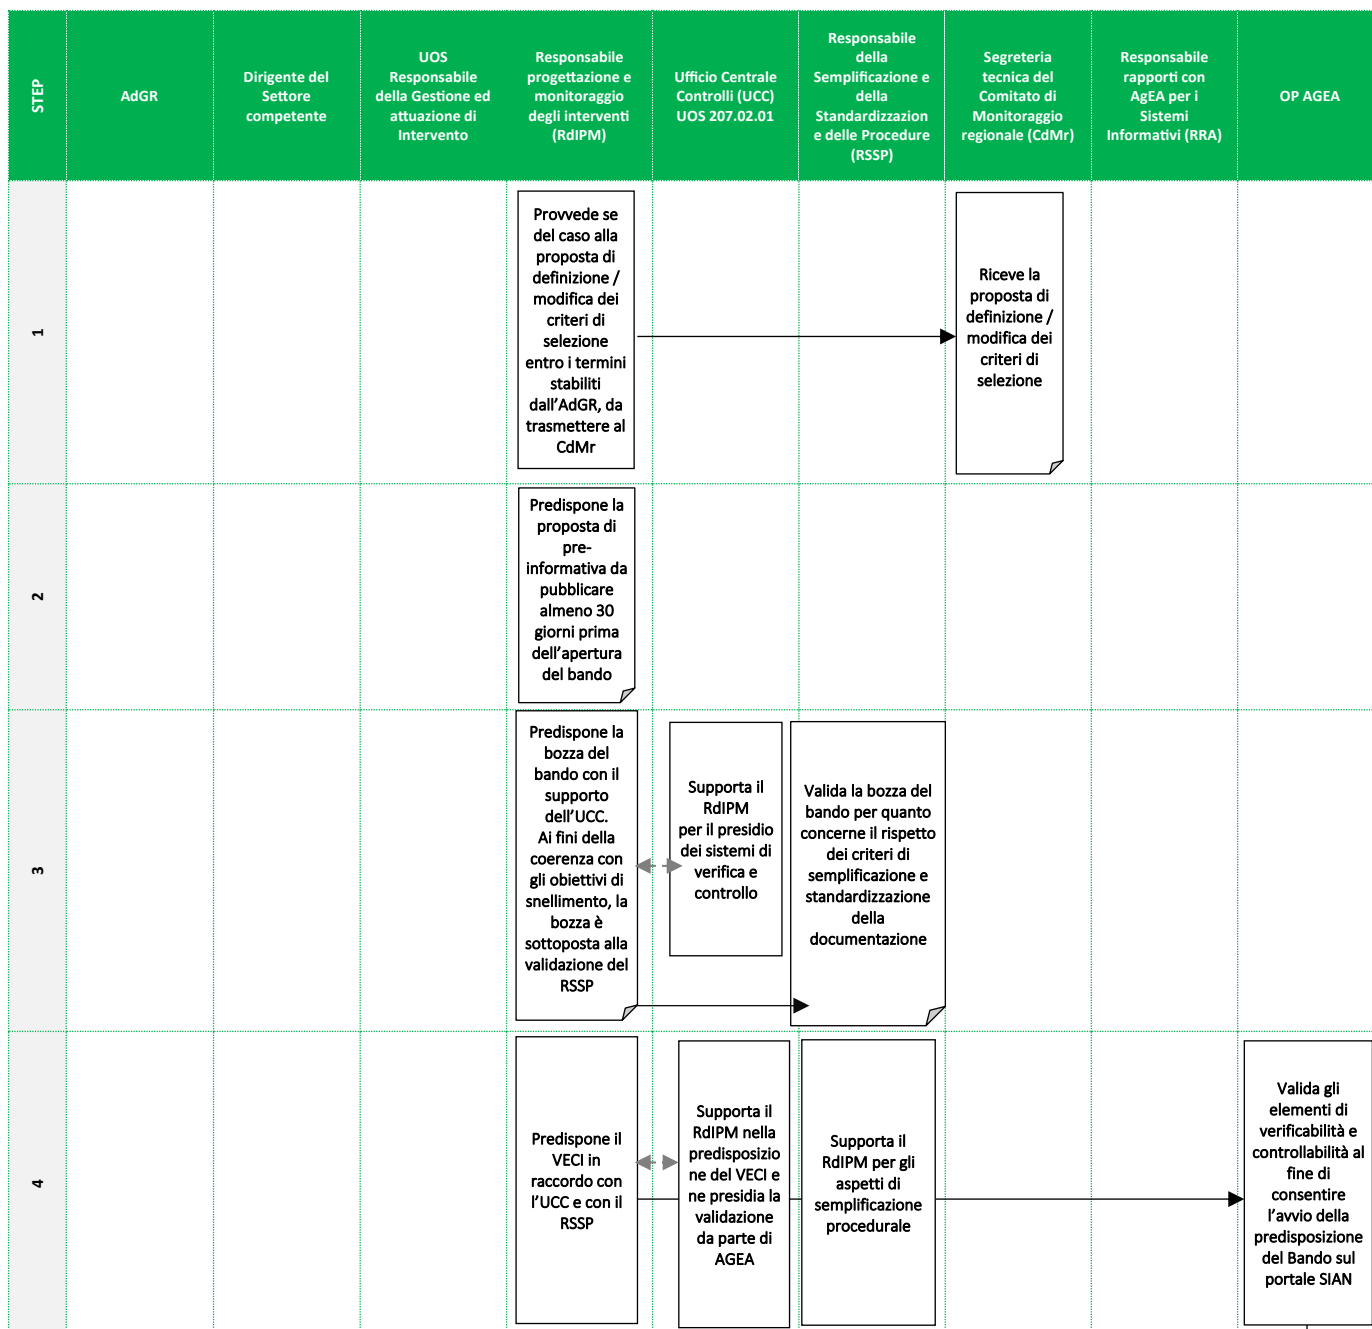 STEP
AdGR
Dirigente del
Settore
competente
UOS
Responsabile
della Gestione ed
attuazione di
Intervento
Responsabile
progettazione e
monitoraggio
degli interventi
(RdIPM)
Ufficio Centrale
Controlli (UCC)
UOS 207.02.01
Responsabile
della
Semplificazione e
della
Standardizzazion
e delle Procedure
(RSSP)
Segreteria
tecnica del
Comitato di
Monitoraggio
regionale (CdMr)
Responsabile
rapporti con
AgEA per i
Sistemi
Informativi (RRA)
OP AGEA
1
Provvede se
del caso alla
proposta di
definizione /
modifica dei
criteri di
selezione
entro i termini
stabiliti
dall'AdGR, da
trasmettere al
CdMr
Riceve la
proposta di
definizione /
modifica dei
criteri di
selezione
2
Predispone la
proposta di
pre-
informativa da
pubblicare
almeno 30
giorni prima
dell'apertura
del bando
3
Predispone la
bozza del
bando con il
supporto
dell'UCC.
Ai fini della
coerenza con
gli obiettivi di
snellimento, la
bozza è
sottoposta alla
validazione del
RSSP
Supporta il
RdIPM
per il presidio
dei sistemi di
verifica e
controllo
Valida la bozza del
bando per quanto
concerne il rispetto
dei criteri di
semplificazione e
standardizzazione
della
documentazione
4
Predispone il
VECI in
raccordo con
l'UCC e con il
RSSP
Supporta il
RdIPM nella
predisposizio
ne del VECI e
ne presidia la
validazione
da parte di
AGEA
Supporta il
RdIPM per gli
aspetti di
semplificazione
procedurale
Valida gli
elementi di
verificabilità e
controllabilità al
fine di
consentire
l'avvio della
predisposizione
del Bando sul
portale SIAN